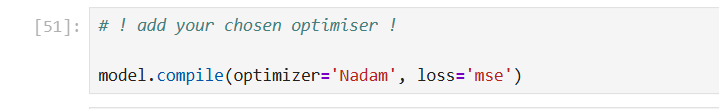 [51]:
# ! add your chosen optimiser !
model.compile(optimizer='Nadam', loss='mse')